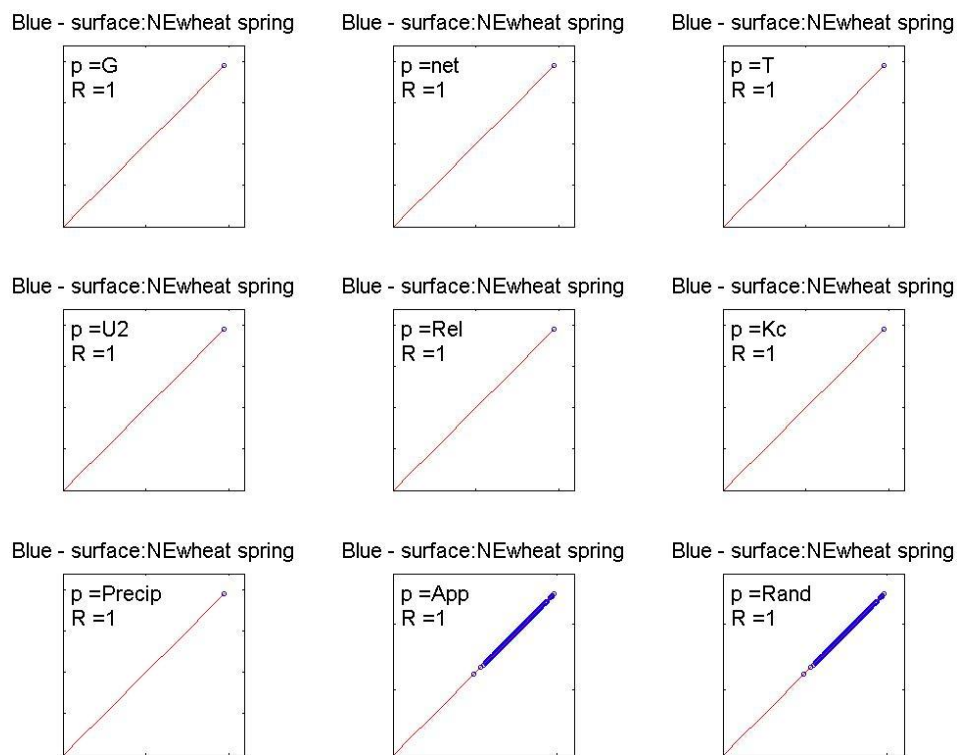 Blue - surface:NEwheat spring
p =G
R =1
Blue - surface:NEwheat spring
p =net
R =1
Blue - surface:NEwheat spring
p =T
R =1
Blue - surface:NEwheat spring
p =U2
R =1
Blue - surface:NEwheat spring
p =Rel
R =1
Blue - surface:NEwheat spring
p =Kc
R =1
Blue - surface:NEwheat spring
p =Precip
R =1
Blue - surface:NEwheat spring
p =App
R =1
Blue - surface:NEwheat spring
p =Rand
R =1